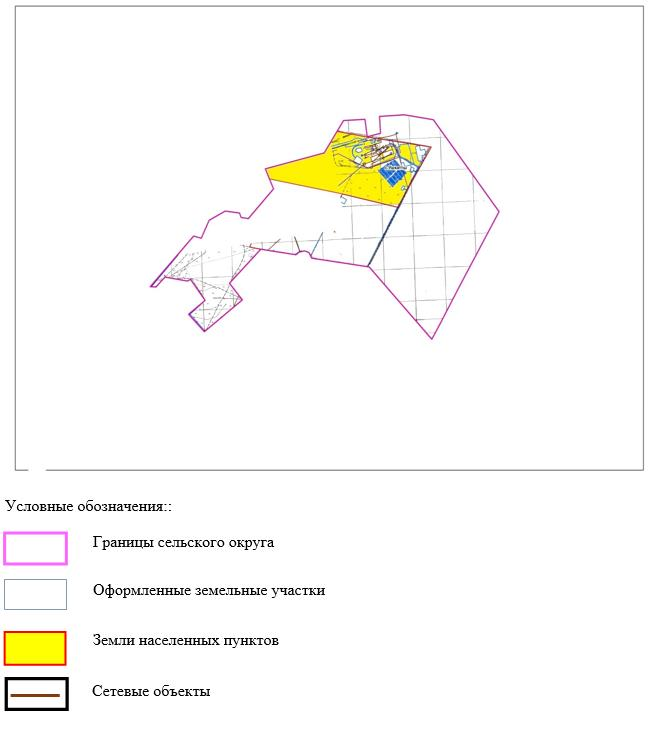 Условные обозначения::
Границы сельского округа
Оформленные земельные участки
Земли населенных пунктов
Сетевые объекты